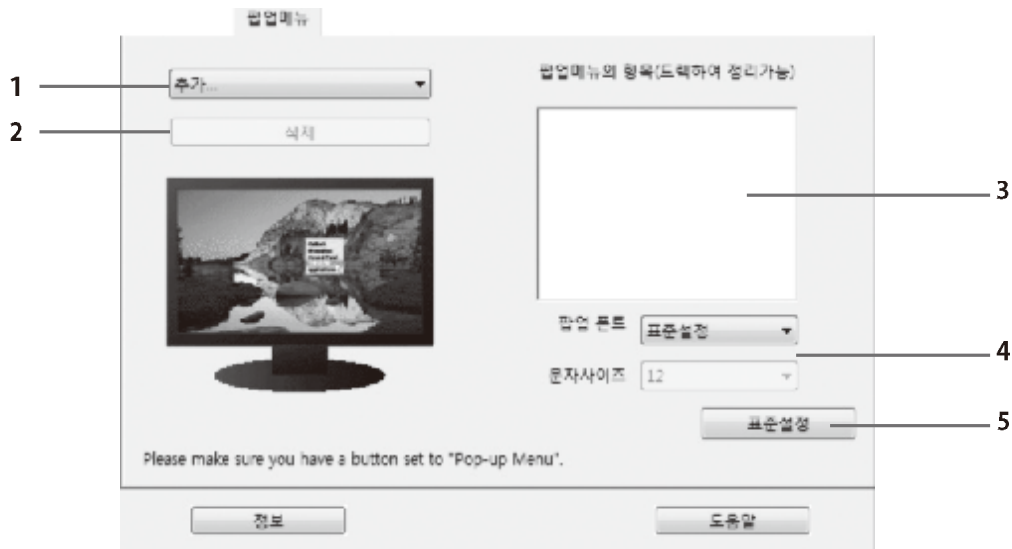 팝업메뉴
팝업메뉴의 항목(드랙하여 정리가능)
1
추가...
2
삭제
3
팝업 폰트
표준설정
4
문자사이즈
12
5
표준설정
Please make sure you have a button set to "Pop-up Menu".
정보
도움말